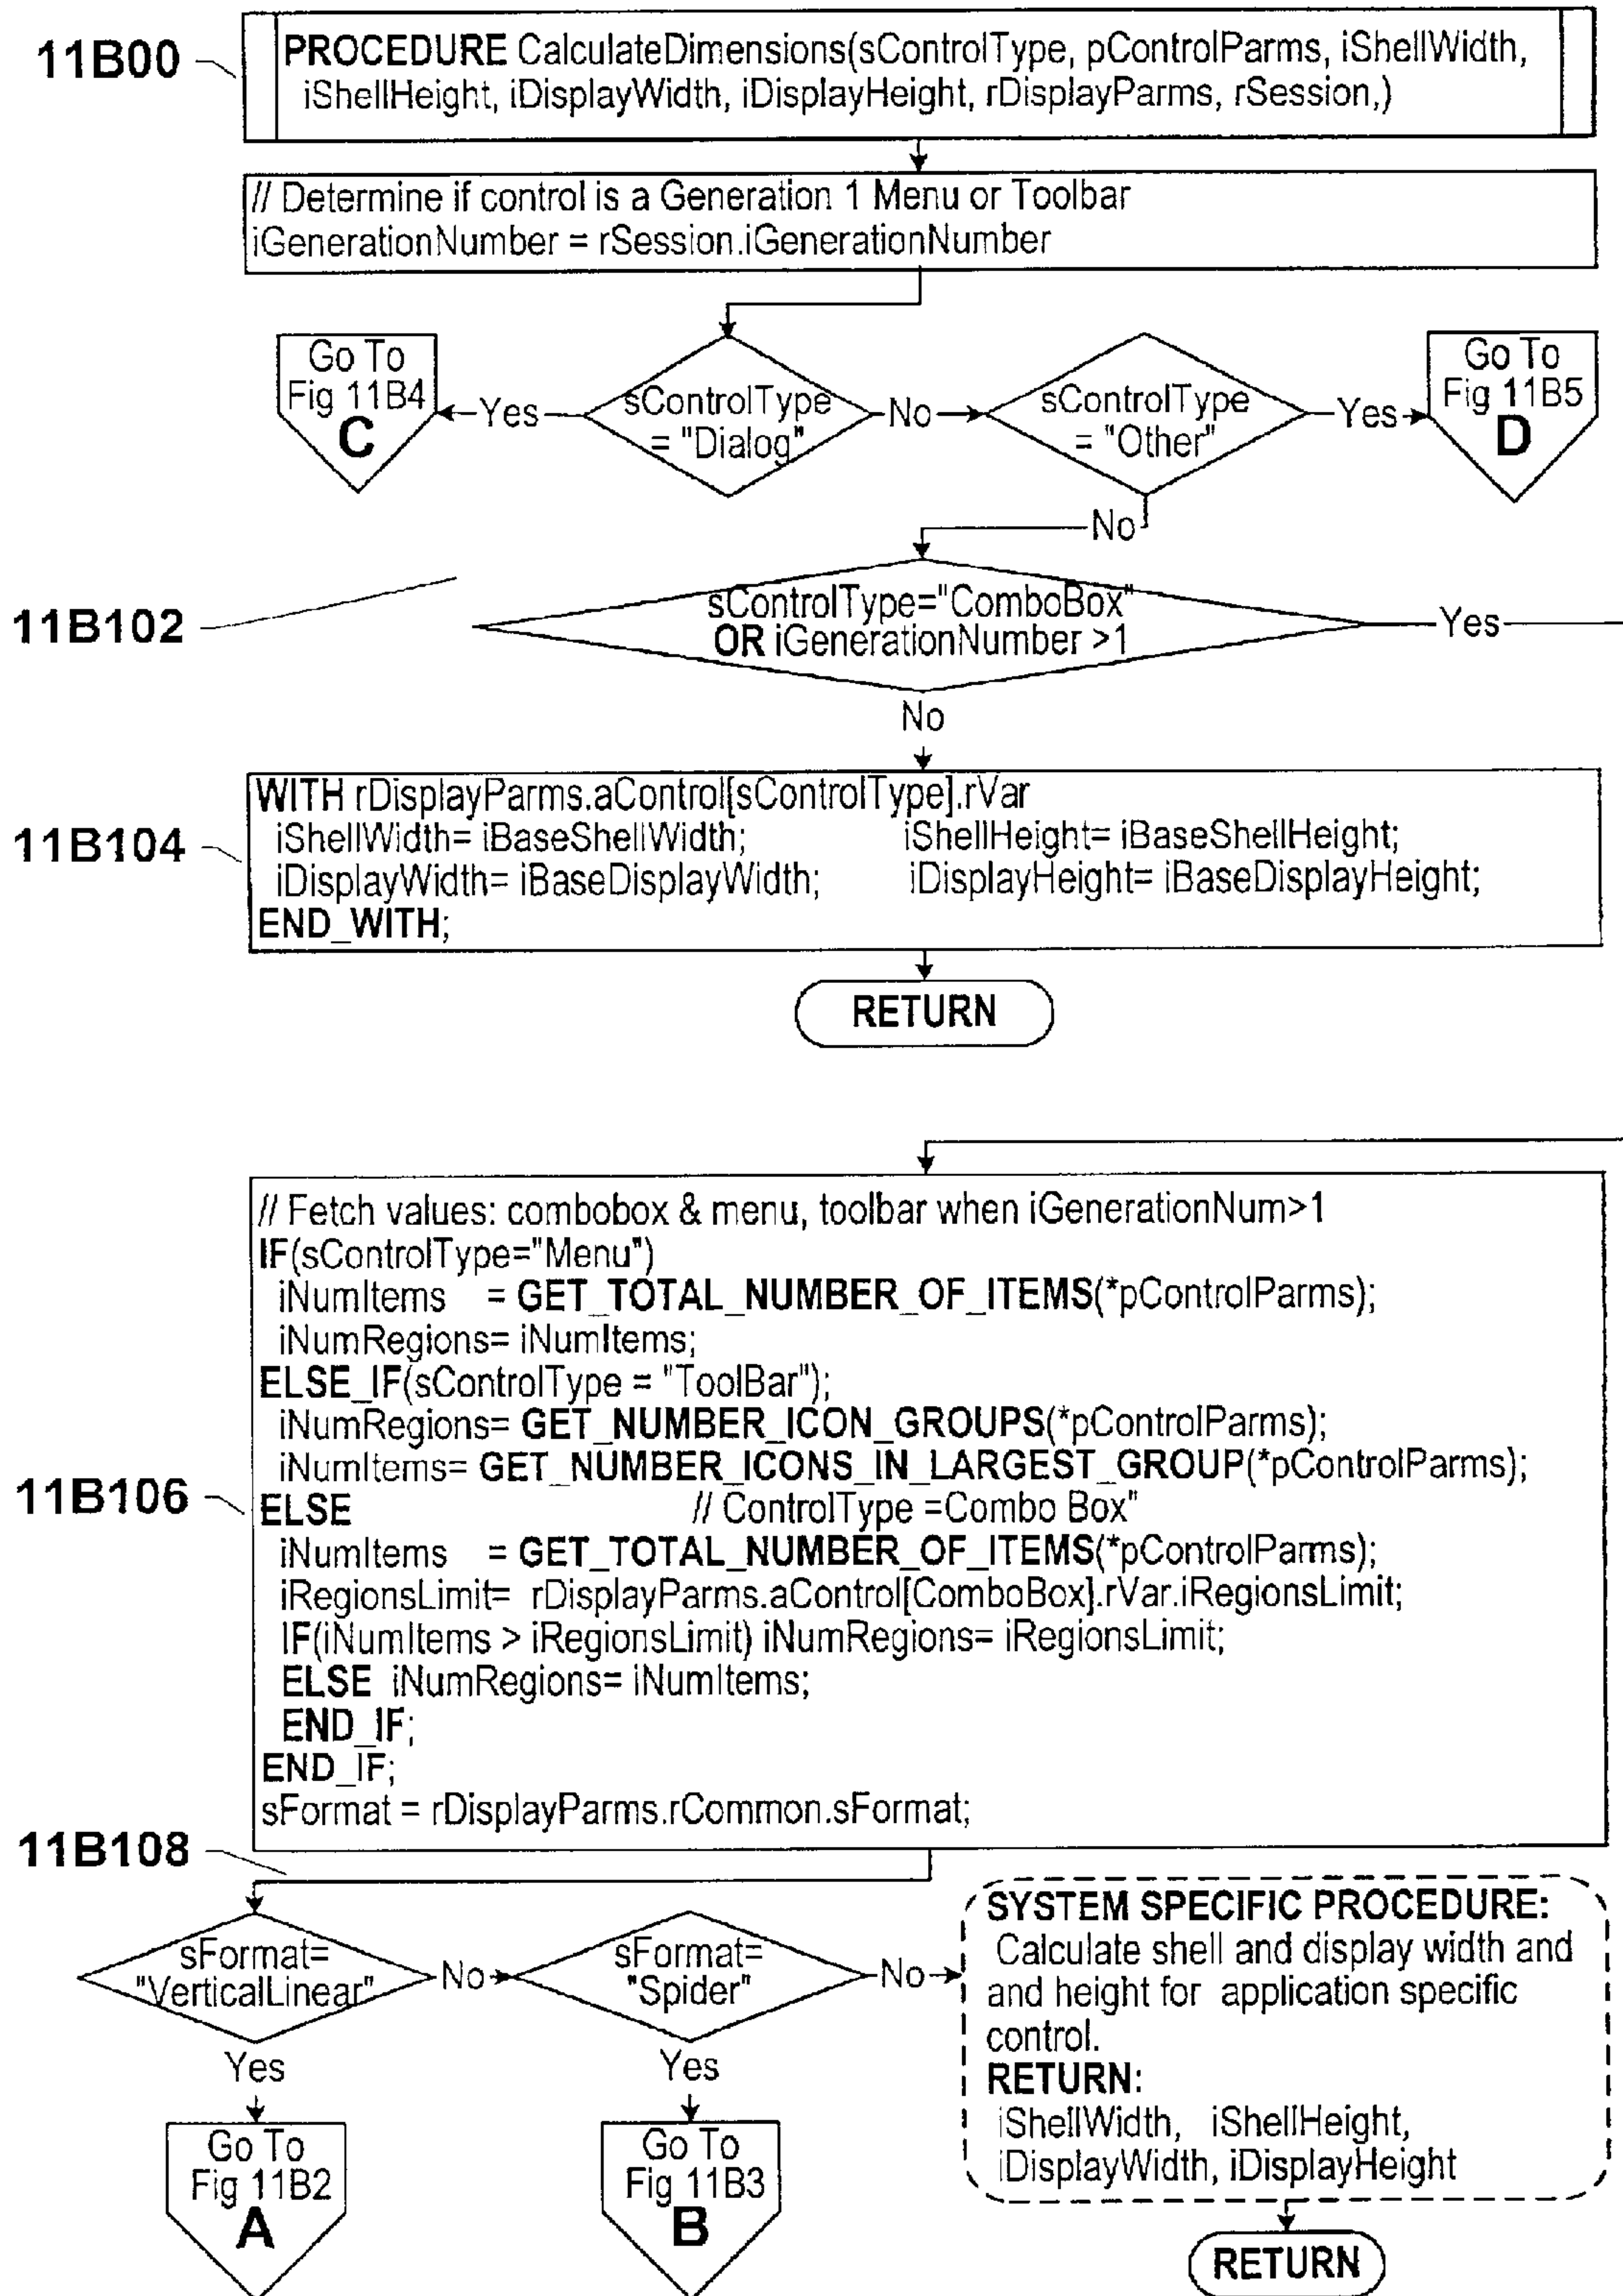 11B00
PROCEDURE CalculateDimensions(sControlType, pControlParms, iShellWidth,
iShellHeight, iDisplayWidth, iDisplayHeight, rDisplayParms, rSession,)
// Determine if control is a Generation 1 Menu or Toolbar
iGenerationNumber = rSession.iGenerationNumber
Go To
Fig 11B4
C
Yes
sControlType
= "Dialog"
No
sControlType
= "Other"
Yes
Go To
Fig 11B5
D
No
11B102
sControlType="ComboBox"
OR iGenerationNumber >1
Yes
No
11B104
WITH rDisplayParms.aControl[sControlType].rVar
iShellWidth= iBaseShellWidth; iShellHeight= iBaseShellHeight;
iDisplayWidth= iBaseDisplayWidth; iDisplayHeight= iBaseDisplayHeight;
END_WITH;
RETURN
11B106
// Fetch values: combobox & menu, toolbar when iGenerationNum>1
IF(sControlType="Menu")
iNumItems = GET_TOTAL_NUMBER_OF_ITEMS(*pControlParms);
iNumRegions= iNumItems;
ELSE_IF(sControlType = "ToolBar");
iNumRegions= GET_NUMBER_ICON_GROUPS(*pControlParms);
iNumItems= GET_NUMBER_ICONS_IN_LARGEST_GROUP(*pControlParms);
ELSE // ControlType =Combo Box"
iNumItems = GET_TOTAL_NUMBER_OF_ITEMS(*pControlParms);
iRegionsLimit= rDisplayParms.aControl[ComboBox].rVar.iRegionsLimit;
IF(iNumItems > iRegionsLimit) iNumRegions= iRegionsLimit;
ELSE iNumRegions= iNumItems;
END_IF;
END_IF;
sFormat = rDisplayParms.rCommon.sFormat;
11B108
sFormat=
"VerticalLinear"
No
sFormat=
"Spider"
No
SYSTEM SPECIFIC PROCEDURE:
Calculate shell and display width and
and height for application specific
control.
RETURN:
iShellWidth, iShellHeight,
iDisplayWidth, iDisplayHeight
Yes
Yes
Go To
Fig 11B2
A
Go To
Fig 11B3
B
RETURN